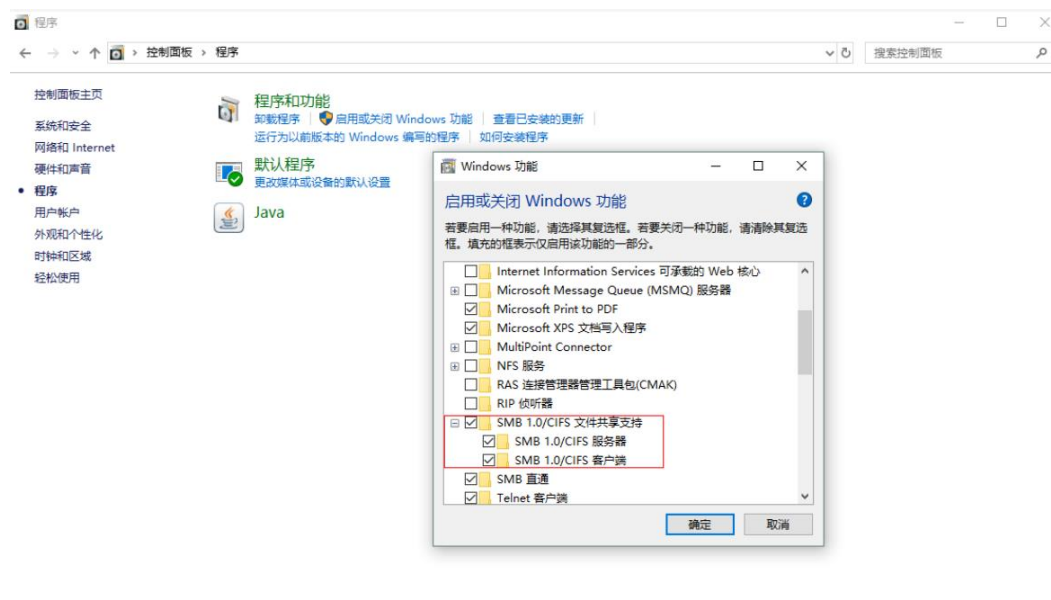 程序
控制面板 › 程序
搜索控制面板
控制面板主页
系统和安全
网络和 Internet
硬件和声音
程序
用户帐户
外观和个性化
时钟和区域
轻松使用
程序和功能
卸载程序 启用或关闭 Windows 功能 查看已安装的更新
运行为以前版本的 Windows 编写的程序 如何安装程序
默认程序
更改媒体或设备的默认设置
Java
Windows 功能
启用或关闭 Windows 功能
若要启用一种功能，请选择其复选框。若要关闭一种功能，请清除其复选
框。填充的框表示仅启用该功能的一部分。
Internet Information Services 可承载的 Web 核心
Microsoft Message Queue (MSMQ) 服务器
Microsoft Print to PDF
Microsoft XPS 文档写入程序
MultiPoint Connector
NFS 服务
RAS 连接管理器管理工具包(CMAK)
RIP 侦听器
SMB 1.0/CIFS 文件共享支持
SMB 1.0/CIFS 服务器
SMB 1.0/CIFS 客户端
SMB 直通
Telnet 客户端
确定 取消